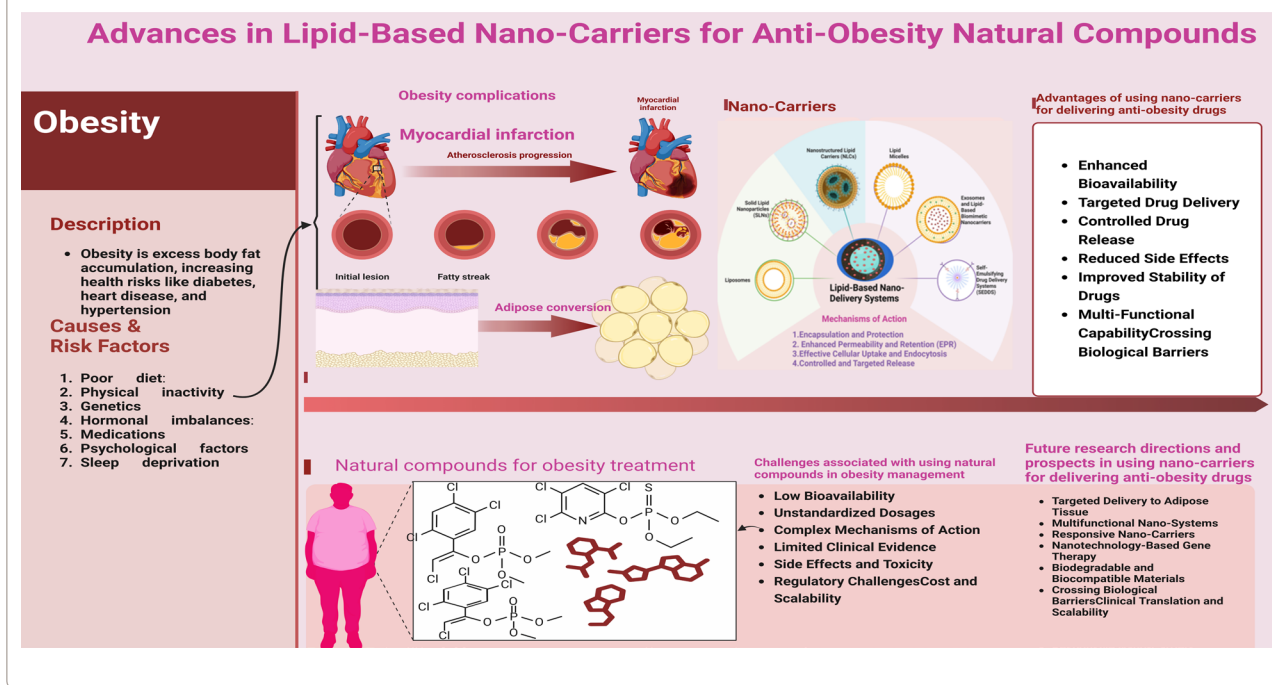 Advances in Lipid-Based Nano-Carriers for Anti-Obesity Natural Compounds
Obesity
Description
• Obesity is excess body fat
accumulation, increasing
health risks like diabetes,
heart disease, and
hypertension
Causes &
Risk Factors
1. Poor diet:
2. Physical inactivity
3. Genetics
4. Hormonal imbalances:
5. Medications
6. Psychological factors
7. Sleep deprivation
Obesity complications
Myocardial infarction
Atherosclerosis progression
Myocardial
infarction
Initial lesion
Fatty streak
Adipose conversion
Nano-Carriers
Nanostructured Lipid
Carriers (NLCs)
Lipid
Micelles
Solid Lipid
Nanoparticles
(SLNs)
Exosomes
and Lipid-
Based
Biomimetic
Nanocarriers
Liposomes
Self-
Emulsifying
Drug Delivery
Systems
(SEDDS)
Lipid-Based Nano-
Delivery Systems
Mechanisms of Action
1.Encapsulation and Protection
2. Enhanced Permeability and Retention (EPR)
3.Effective Cellular Uptake and Endocytosis
4.Controlled and Targeted Release
Advantages of using nano-carriers
for delivering anti-obesity drugs
• Enhanced
Bioavailability
• Targeted Drug Delivery
• Controlled Drug
Release
• Reduced Side Effects
• Improved Stability of
Drugs
• Multi-Functional
CapabilityCrossing
Biological Barriers
Natural compounds for obesity treatment
Cl
Cl
Cl
Cl
O
P
O
O
O
Cl
Cl
Cl
Cl
O
P
O
O
O
Cl
Cl
Cl
N
O
P
S
O
O
Challenges associated with using natural
compounds in obesity management
• Low Bioavailability
• Unstandardized Dosages
• Complex Mechanisms of Action
• Limited Clinical Evidence
• Side Effects and Toxicity
• Regulatory ChallengesCost and
Scalability
Future research directions and
prospects in using nano-carriers
for delivering anti-obesity drugs
• Targeted Delivery to Adipose
Tissue
• Multifunctional Nano-Systems
• Responsive Nano-Carriers
• Nanotechnology-Based Gene
Therapy
• Biodegradable and
Biocompatible Materials
• Crossing Biological
BarriersClinical Translation and
Scalability